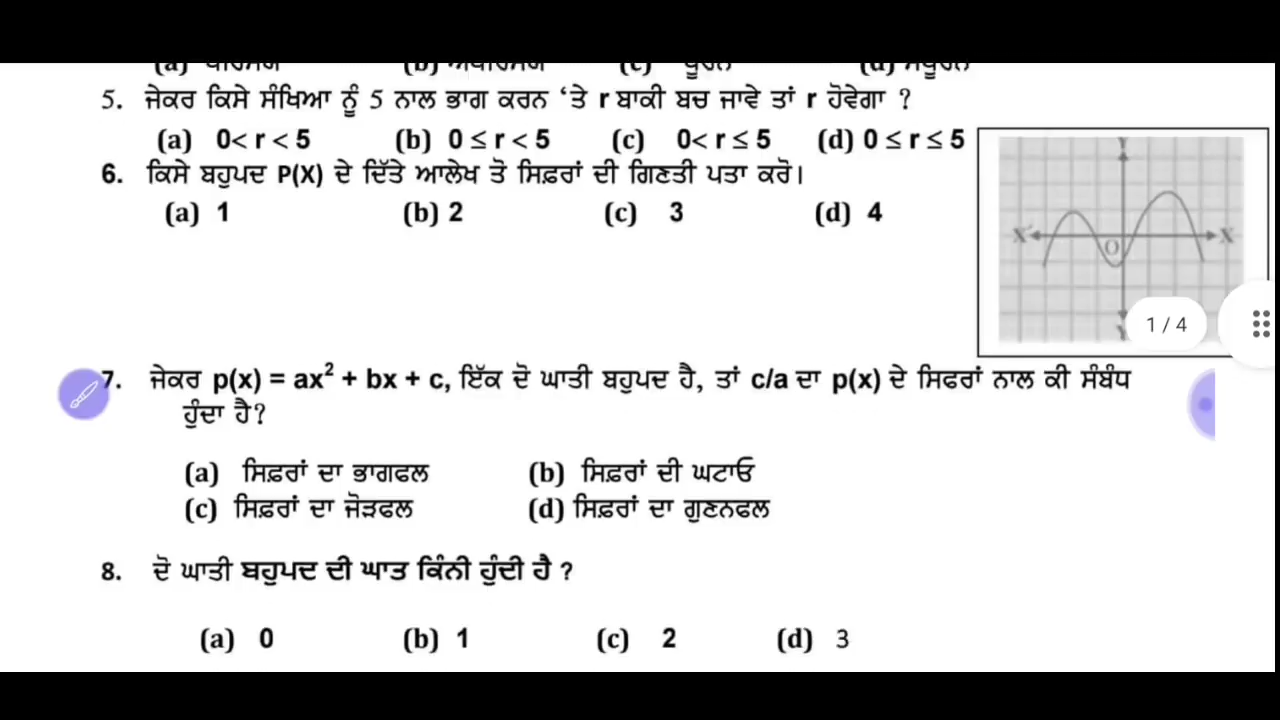 5. ਜੇਕਰ ਕਿਸੇ ਸੰਖਿਆ ਨੂੰ 5 ਨਾਲ ਭਾਗ ਕਰਨ ‘ਤੇ r ਬਾਕੀ ਬਚ ਜਾਵੇ ਤਾਂ r ਹੋਵੇਗਾ ?
(a) 0< r < 5 (b) 0 ≤ r < 5 (c) 0< r ≤ 5 (d) 0 ≤ r ≤ 5
6. ਕਿਸੇ ਬਹੁਪਦ P(X) ਦੇ ਦਿੱਤੇ ਆਲੇਖ ਤੋ ਸਿਫ਼ਰਾਂ ਦੀ ਗਿਣਤੀ ਪਤਾ ਕਰੋ।
(a) 1 (b) 2 (c) 3 (d) 4
Y
X' O X
1 / 4
7. ਜੇਕਰ p(x) = ax² + bx + c, ਇੱਕ ਦੋ ਘਾਤੀ ਬਹੁਪਦ ਹੈ, ਤਾਂ c/a ਦਾ p(x) ਦੇ ਸਿਫਰਾਂ ਨਾਲ ਕੀ ਸੰਬੰਧ
ਹੁੰਦਾ ਹੈ?
(a) ਸਿਫ਼ਰਾਂ ਦਾ ਭਾਗਫਲ (b) ਸਿਫ਼ਰਾਂ ਦੀ ਘਟਾਓ
(c) ਸਿਫ਼ਰਾਂ ਦਾ ਜੋੜਫਲ (d) ਸਿਫ਼ਰਾਂ ਦਾ ਗੁਣਨਫਲ
8. ਦੋ ਘਾਤੀ ਬਹੁਪਦ ਦੀ ਘਾਤ ਕਿੰਨੀ ਹੁੰਦੀ ਹੈ ?
(a) 0 (b) 1 (c) 2 (d) 3